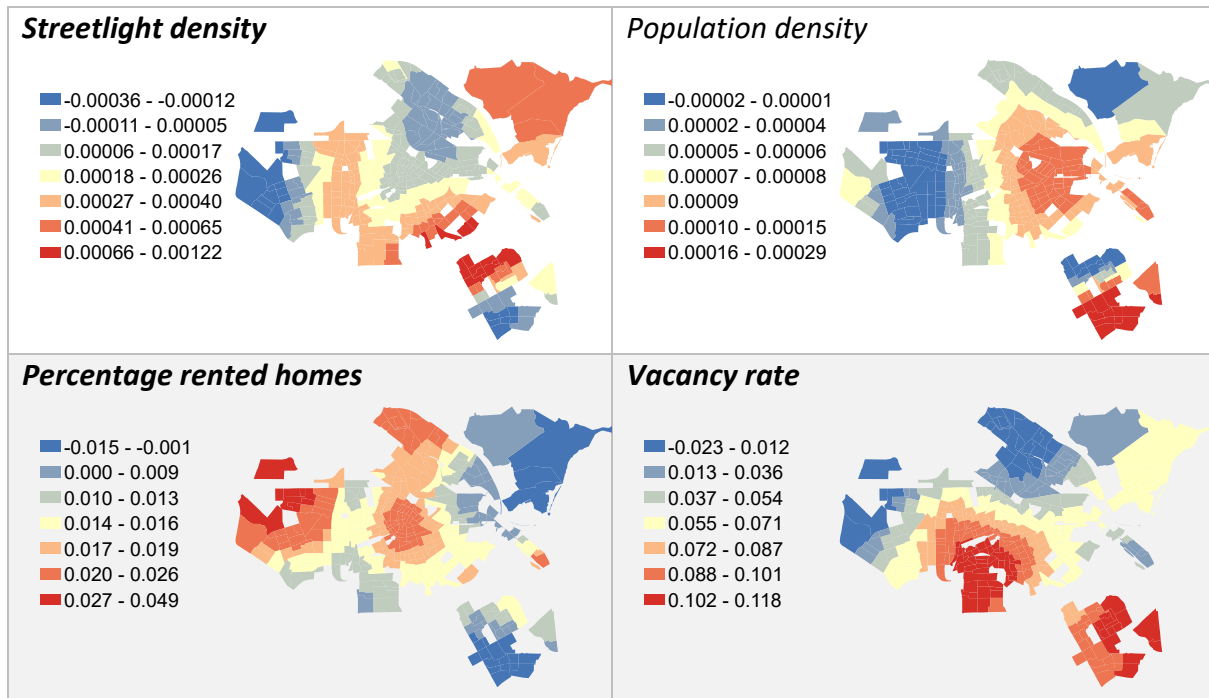 Streetlight density
-0.00036 - -0.00012
-0.00011 - 0.00005
0.00006 - 0.00017
0.00018 - 0.00026
0.00027 - 0.00040
0.00041 - 0.00065
0.00066 - 0.00122
Population density
-0.00002 - 0.00001
0.00002 - 0.00004
0.00005 - 0.00006
0.00007 - 0.00008
0.00009
0.00010 - 0.00015
0.00016 - 0.00029
Percentage rented homes
-0.015 - -0.001
0.000 - 0.009
0.010 - 0.013
0.014 - 0.016
0.017 - 0.019
0.020 - 0.026
0.027 - 0.049
Vacancy rate
-0.023 - 0.012
0.013 - 0.036
0.037 - 0.054
0.055 - 0.071
0.072 - 0.087
0.088 - 0.101
0.102 - 0.118